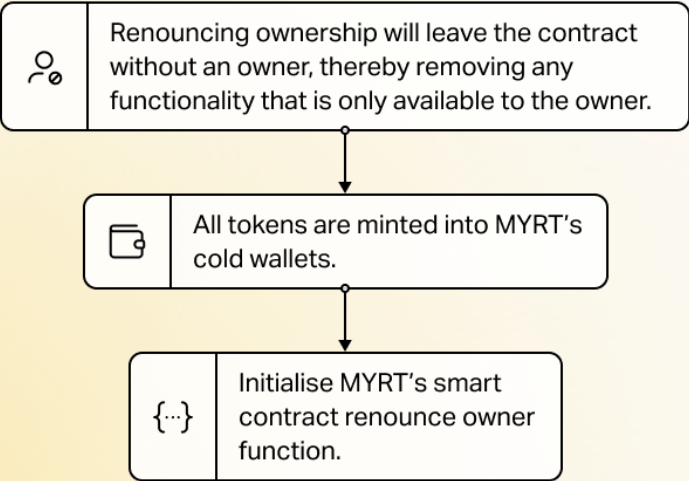 Renouncing ownership will leave the contract
without an owner, thereby removing any
functionality that is only available to the owner.
All tokens are minted into MYRT’s
cold wallets.
{···}
Initialise MYRT’s smart
contract renounce owner
function.